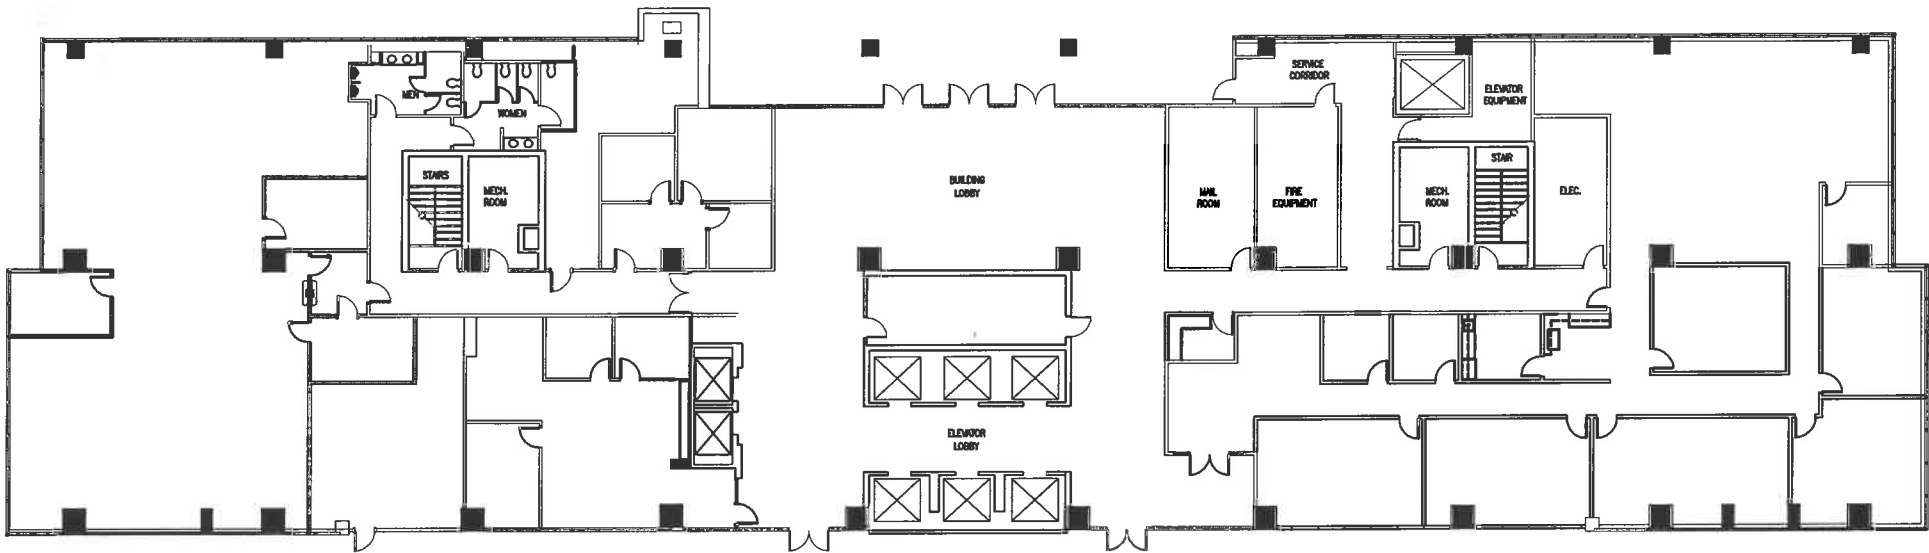 SERVICE
CORRIDOR
ELEVATOR
EQUIPMENT
MEN
WOMEN
STAIRS
MECH.
ROOM
BUILDING
LOBBY
MAIL
ROOM
FIRE
EQUIPMENT
MECH.
ROOM
STAIR
ELEC.
ELEVATOR
LOBBY